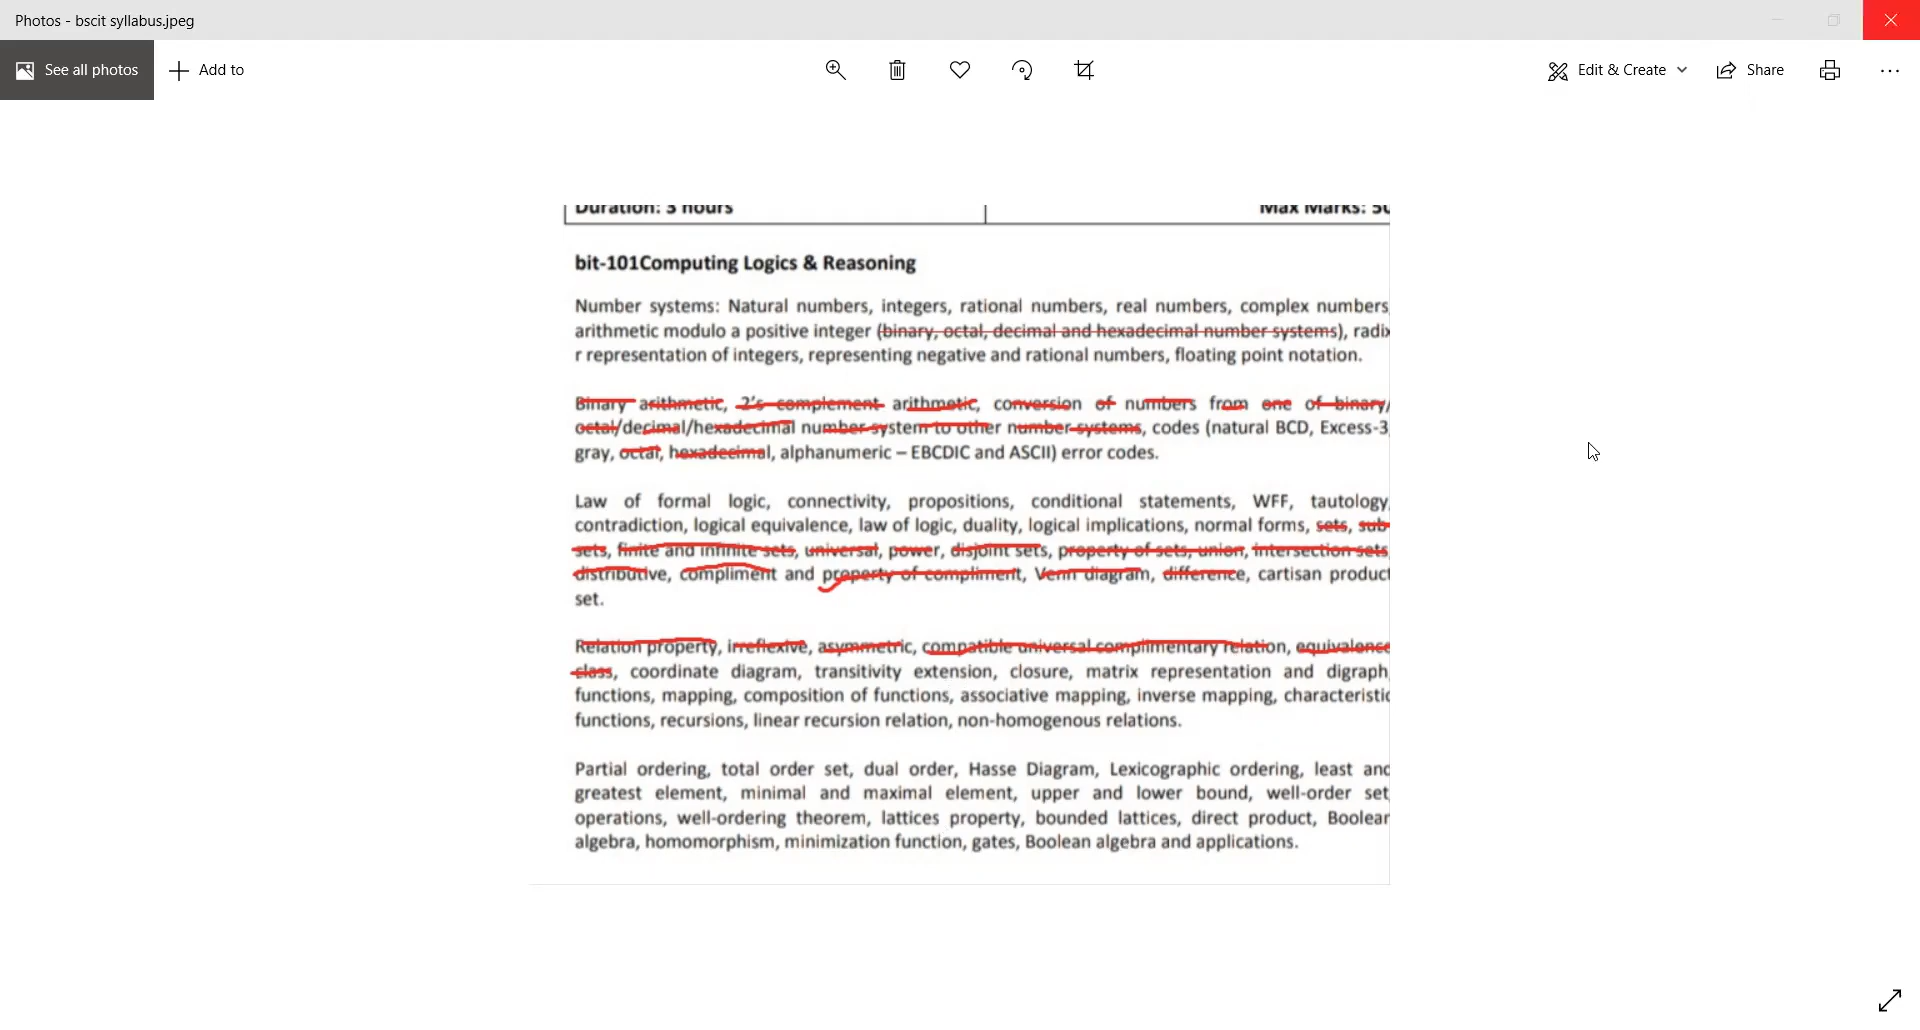 Photos - bscit syllabus.jpeg
See all photos
Add to
Edit & Create
Share
Duration: 3 hours
Max Marks: 50
bit-101Computing Logics & Reasoning
Number systems: Natural numbers, integers, rational numbers, real numbers, complex numbers
arithmetic modulo a positive integer (binary, octal, decimal and hexadecimal number systems), radix
r representation of integers, representing negative and rational numbers, floating point notation.
Binary arithmetic, 2's complement arithmetic, conversion of numbers from one of binary/
octal/decimal/hexadecimal number system to other number systems, codes (natural BCD, Excess-3,
gray, octal, hexadecimal, alphanumeric – EBCDIC and ASCII) error codes.
Law of formal logic, connectivity, propositions, conditional statements, WFF, tautology,
contradiction, logical equivalence, law of logic, duality, logical implications, normal forms, sets, sub
sets, finite and infinite sets, universal, power, disjoint sets, property of sets, union, intersection sets
distributive, compliment and property of compliment, Venn diagram, difference, cartisan product
set.
Relation property, irreflexive, asymmetric, compatible universal complimentary relation, equivalence
class, coordinate diagram, transitivity extension, closure, matrix representation and digraph,
functions, mapping, composition of functions, associative mapping, inverse mapping, characteristic
functions, recursions, linear recursion relation, non-homogenous relations.
Partial ordering, total order set, dual order, Hasse Diagram, Lexicographic ordering, least and
greatest element, minimal and maximal element, upper and lower bound, well-order set,
operations, well-ordering theorem, lattices property, bounded lattices, direct product, Boolean
algebra, homomorphism, minimization function, gates, Boolean algebra and applications.